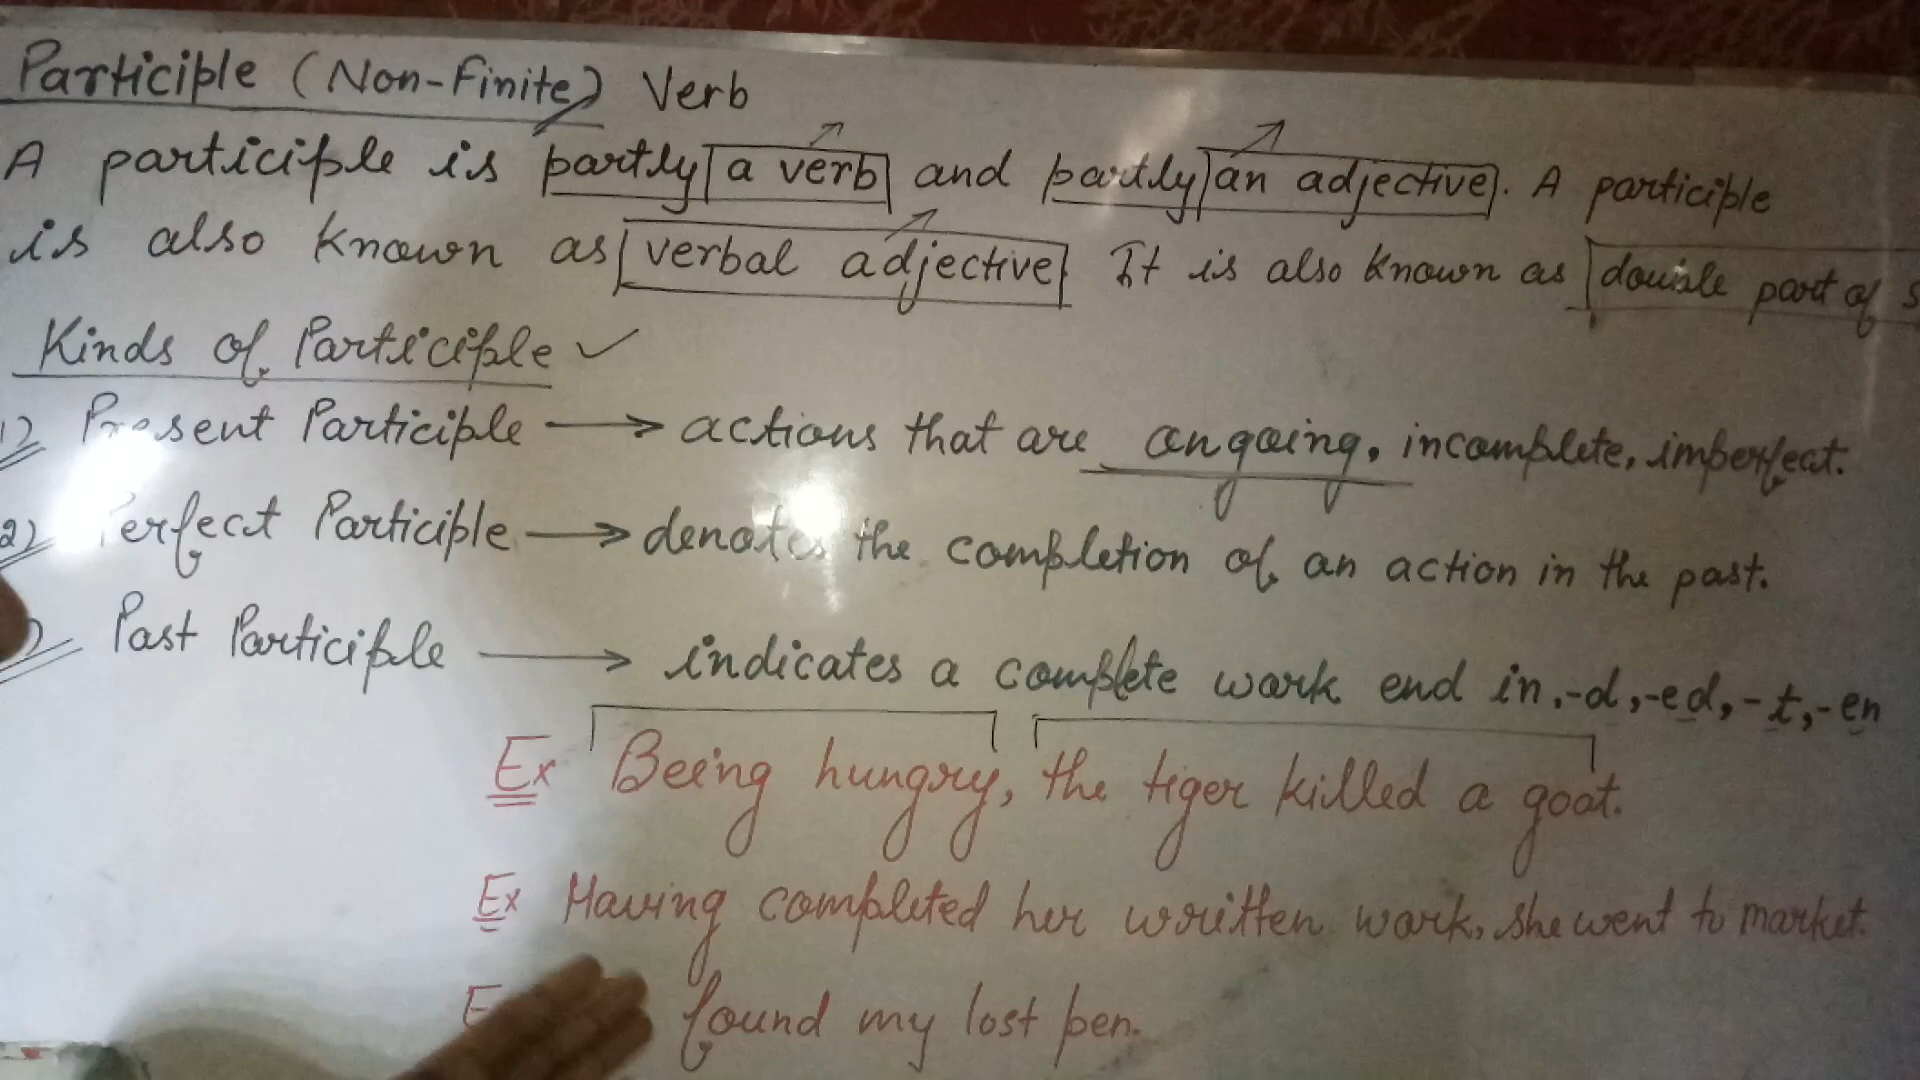 Participle (Non-Finite) Verb
A participle is partly a verb and partly an adjective. A participle
is also known as verbal adjective It is also known as double part of
Kinds of Participle ✓
1) Present Participle → actions that are ongoing, incomplete, imperfect.
2) Perfect Participle → denotes the completion of an action in the past.
Past Participle → indicates a complete work end in, -d, -ed, -t, -en
Ex Being hungry, the tiger killed a goat.
Ex Having completed her written work, she went to market.
found my lost pen.